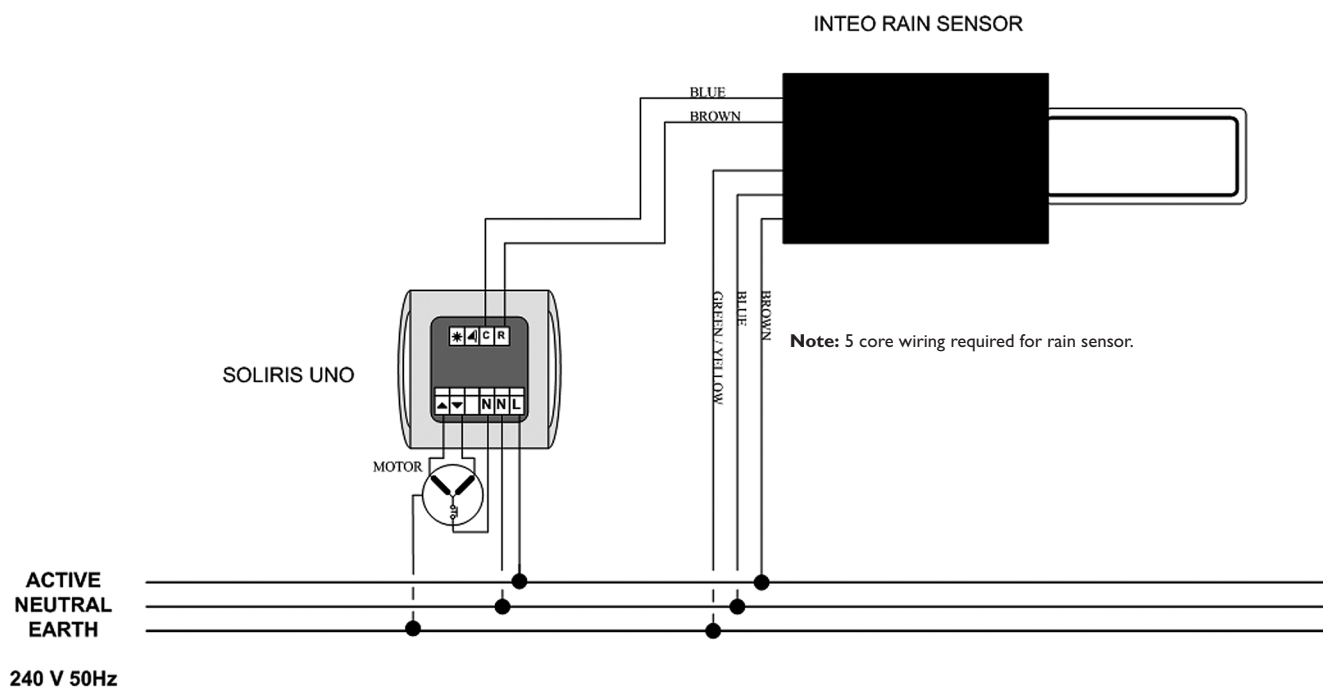 INTEO RAIN SENSOR
BLUE
BROWN
GREEN / YELLOW
BLUE
BROWN
Note: 5 core wiring required for rain sensor.
C R
SOLIRIS UNO
N N L
MOTOR
ACTIVE
NEUTRAL
EARTH
240 V 50Hz